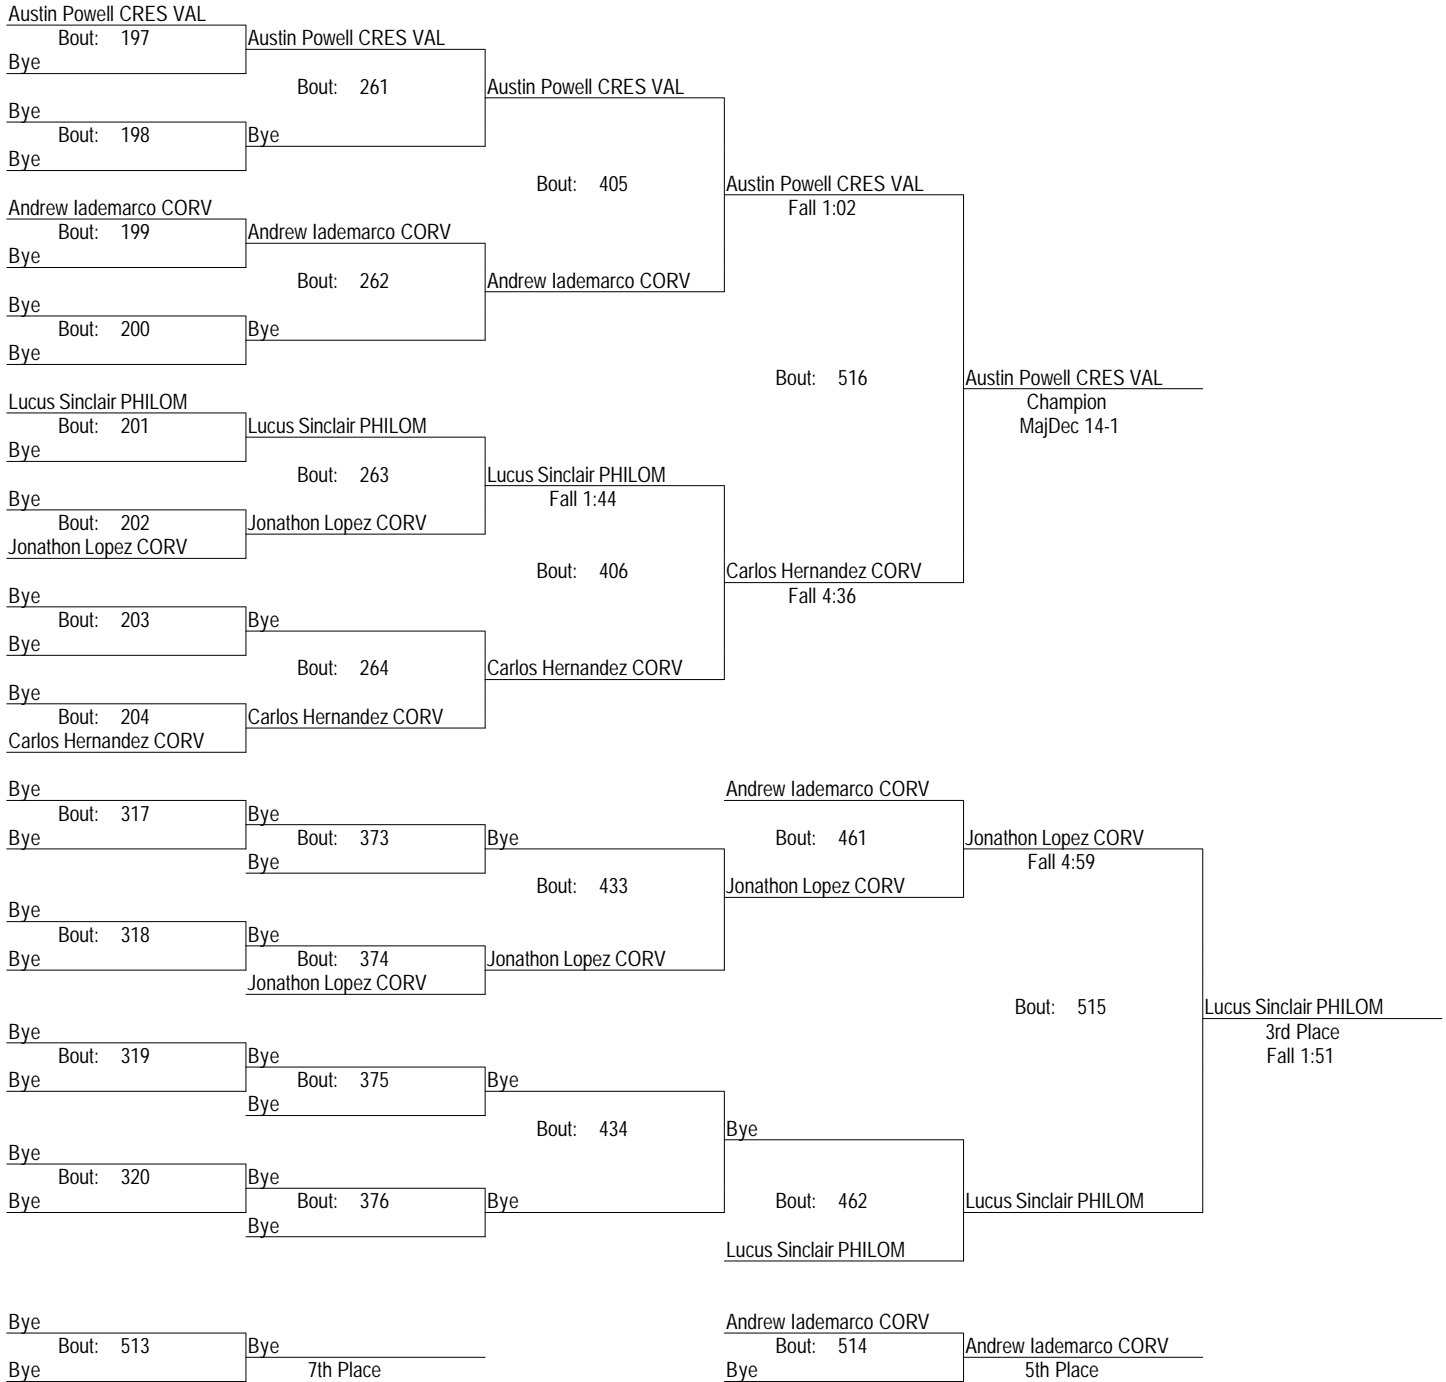 Austin Powell CRES VAL
Bout: 197 Austin Powell CRES VAL
Bye
Bout: 261 Austin Powell CRES VAL
Bye
Bout: 198 Bye
Bye
Bout: 405 Austin Powell CRES VAL
Andrew Iademarco CORV Fall 1:02
Bout: 199 Andrew Iademarco CORV
Bye
Bout: 262 Andrew Iademarco CORV
Bye
Bout: 200 Bye
Bye
Bout: 516 Austin Powell CRES VAL
Lucus Sinclair PHILOM Champion
Bout: 201 Lucus Sinclair PHILOM MajDec 14-1
Bye
Bout: 263 Lucus Sinclair PHILOM
Bye Fall 1:44
Bout: 202 Jonathon Lopez CORV
Jonathon Lopez CORV
Bout: 406 Carlos Hernandez CORV
Bye Fall 4:36
Bout: 203 Bye
Bye
Bout: 264 Carlos Hernandez CORV
Bye
Bout: 204 Carlos Hernandez CORV
Carlos Hernandez CORV
Bye Andrew Iademarco CORV
Bout: 317 Bye
Bye Bout: 373 Bye Bout: 461 Jonathon Lopez CORV
Bye Fall 4:59
Bout: 433 Jonathon Lopez CORV
Bye
Bout: 318 Bye
Bye Bout: 374 Jonathon Lopez CORV
Jonathon Lopez CORV
Bout: 515 Lucus Sinclair PHILOM
Bye 3rd Place
Bout: 319 Bye Fall 1:51
Bye Bout: 375 Bye
Bye
Bout: 434 Bye
Bye
Bout: 320 Bye
Bye Bout: 376 Bye Bout: 462 Lucus Sinclair PHILOM
Bye
Lucus Sinclair PHILOM
Bye Andrew Iademarco CORV
Bout: 513 Bye Bout: 514 Andrew Iademarco CORV
Bye 7th Place Bye 5th Place